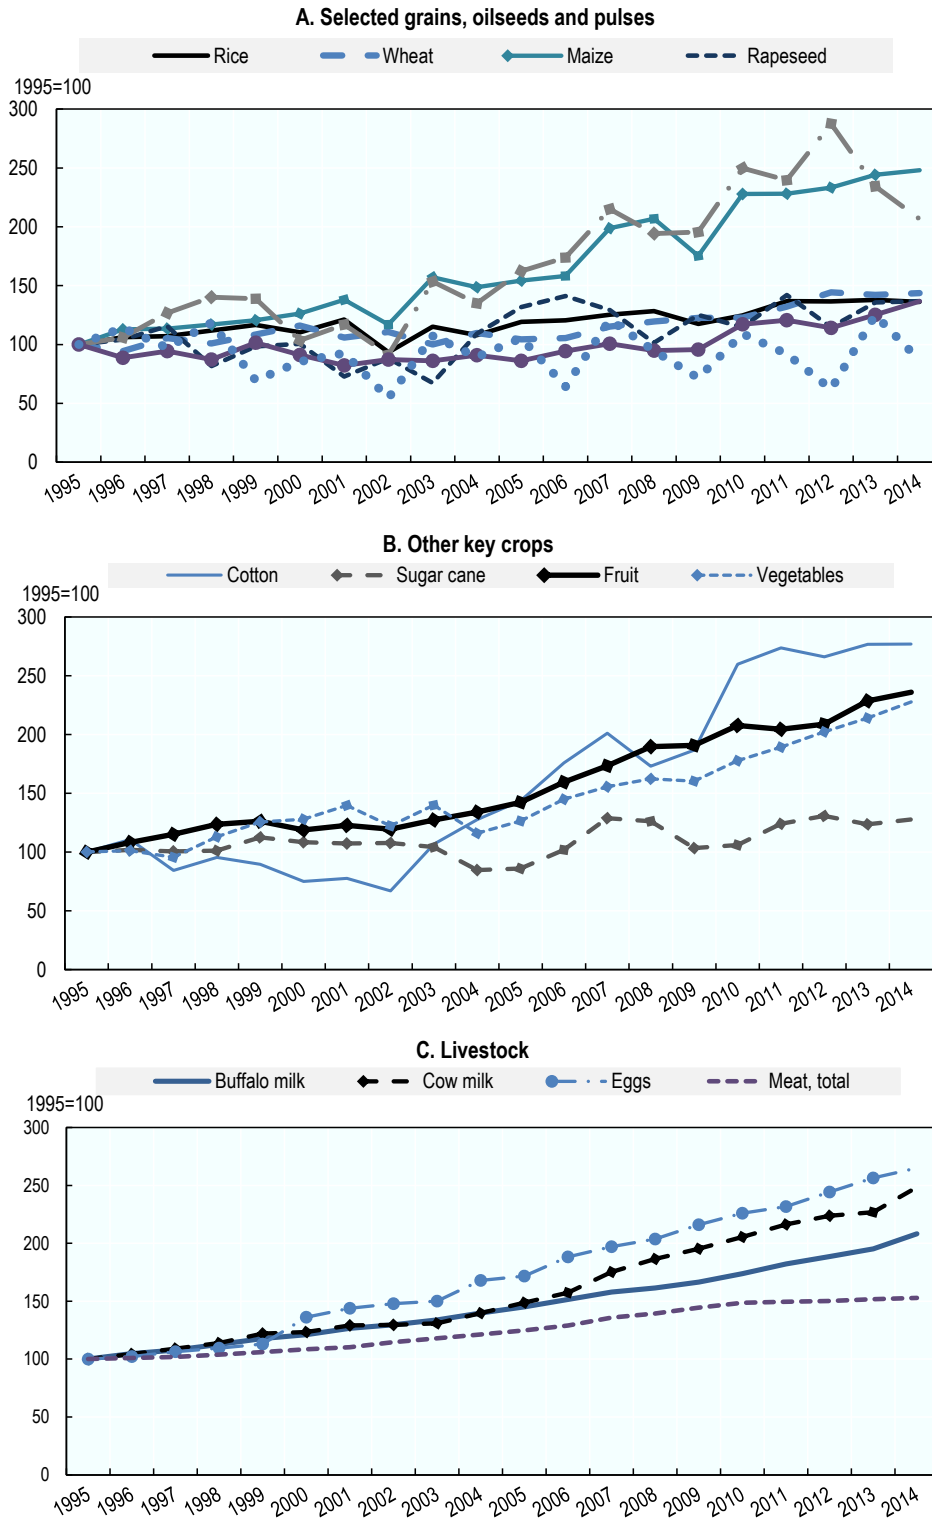 A. Selected grains, oilseeds and pulses
Rice Wheat Maize Rapeseed
1995=100
300
250
200
150
100
50
0
1995 1996 1997 1998 1999 2000 2001 2002 2003 2004 2005 2006 2007 2008 2009 2010 2011 2012 2013 2014
B. Other key crops
Cotton Sugar cane Fruit Vegetables
1995=100
300
250
200
150
100
50
0
1995 1996 1997 1998 1999 2000 2001 2002 2003 2004 2005 2006 2007 2008 2009 2010 2011 2012 2013 2014
C. Livestock
Buffalo milk Cow milk Eggs Meat, total
1995=100
300
250
200
150
100
50
0
1995 1996 1997 1998 1999 2000 2001 2002 2003 2004 2005 2006 2007 2008 2009 2010 2011 2012 2013 2014